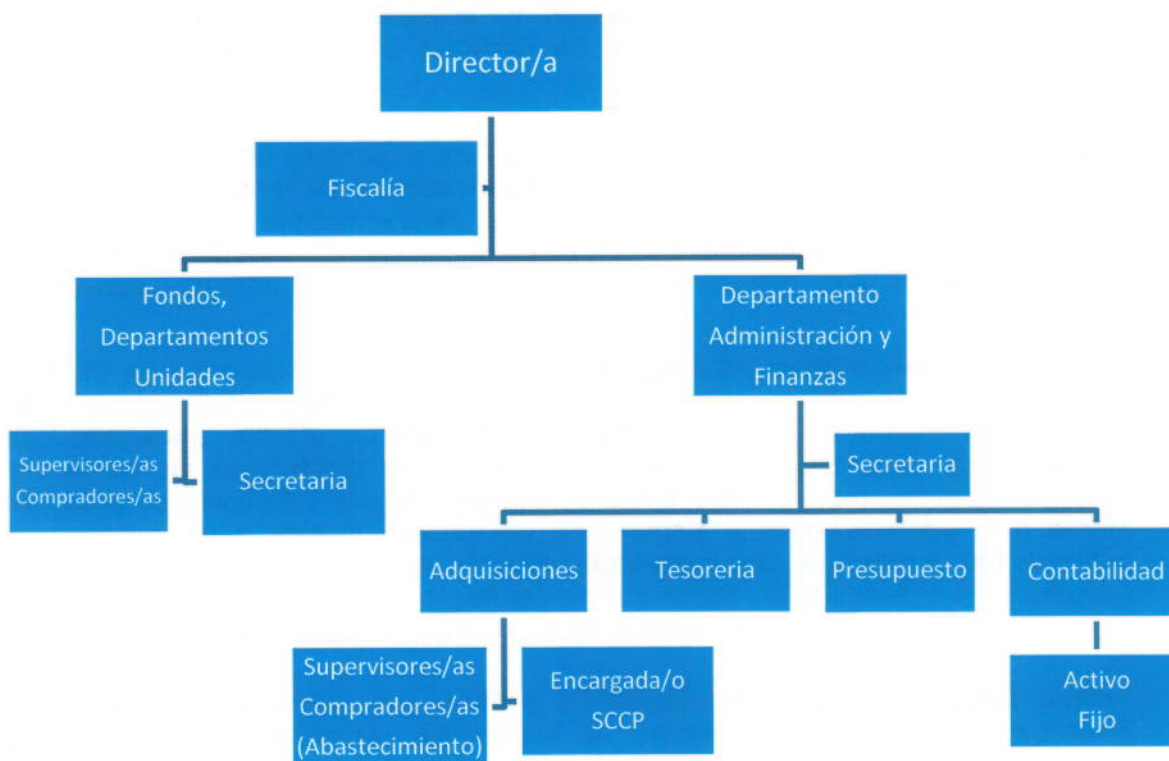 Director/a
Fiscalía
Fondos,
Departamentos
Unidades
Departamento
Administración y
Finanzas
Supervisores/as
Compradores/as
Secretaria
Secretaria
Adquisiciones
Tesoreria
Presupuesto
Contabilidad
Supervisores/as
Compradores/as
(Abastecimiento)
Encargada/o
SCCP
Activo
Fijo